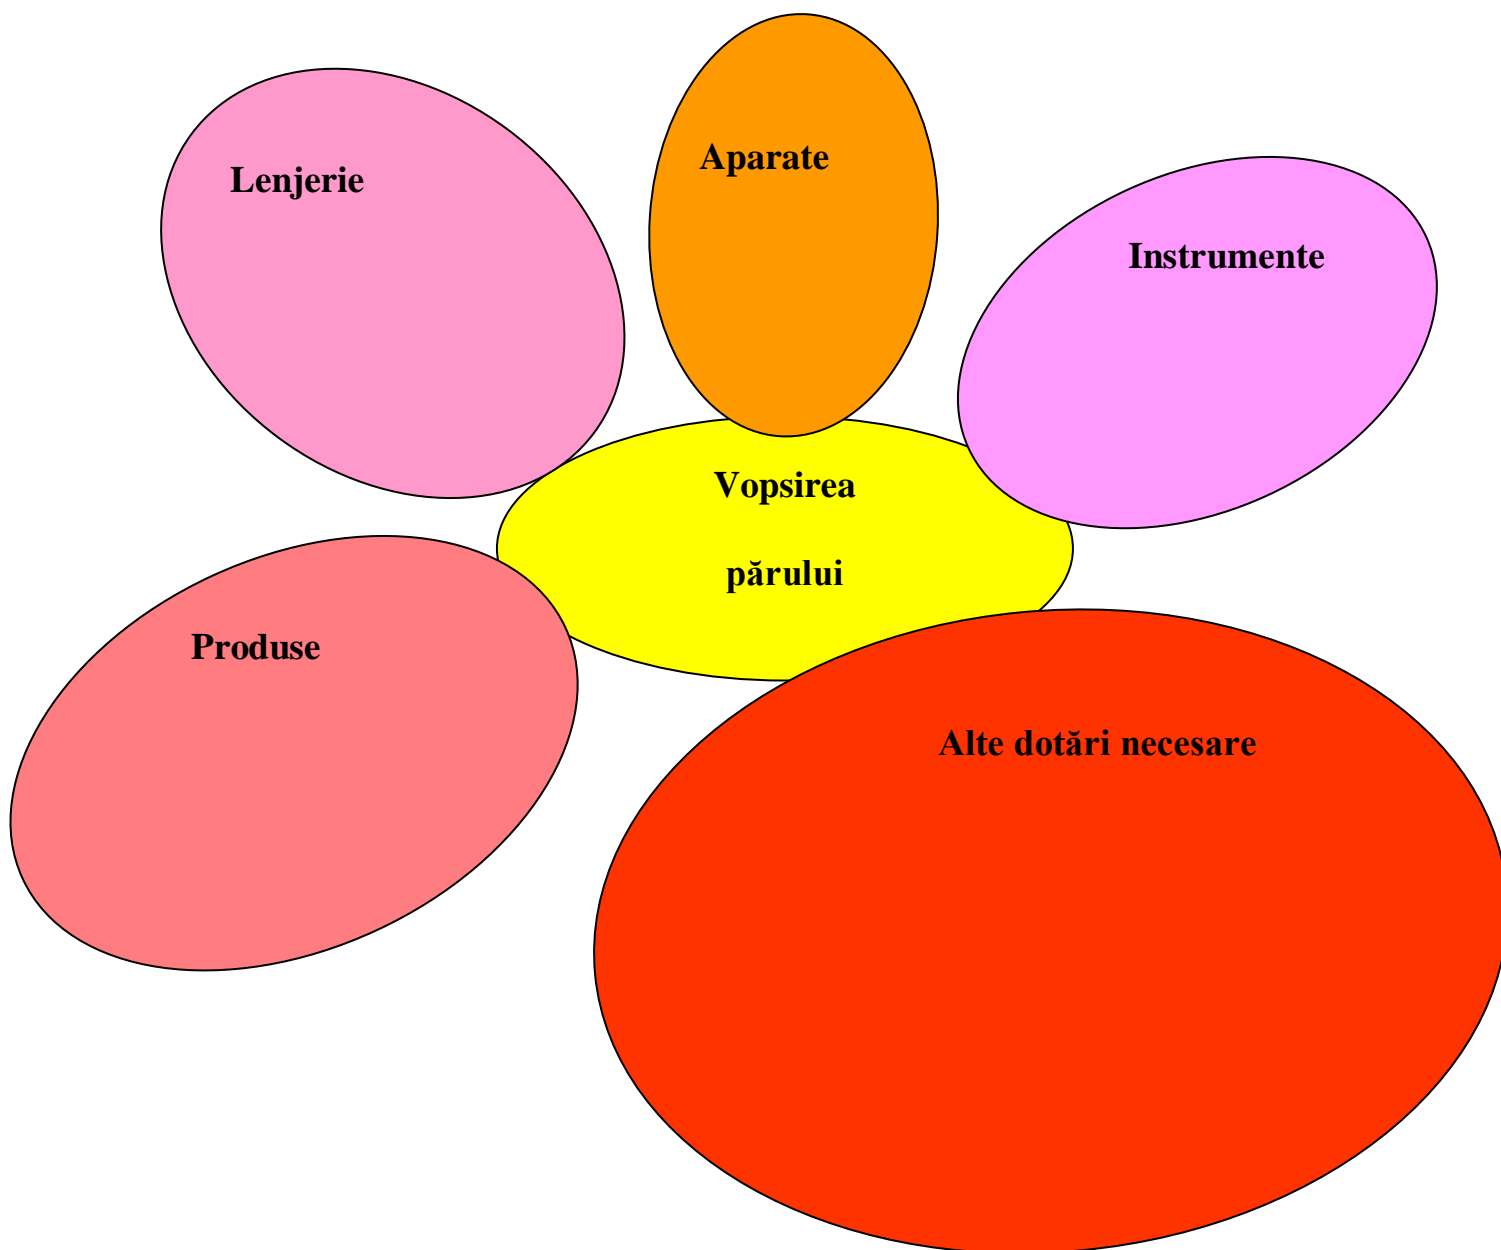 Aparate
Lenjerie
Instrumente
Vopsirea
părului
Produse
Alte dotări necesare